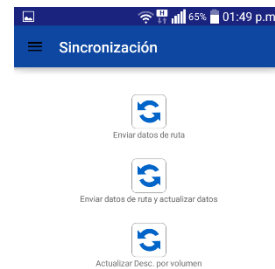 H
65% 01:49 p.m
Sincronización
Enviar datos de ruta
Enviar datos de ruta y actualizar datos
Actualizar Desc. por volumen